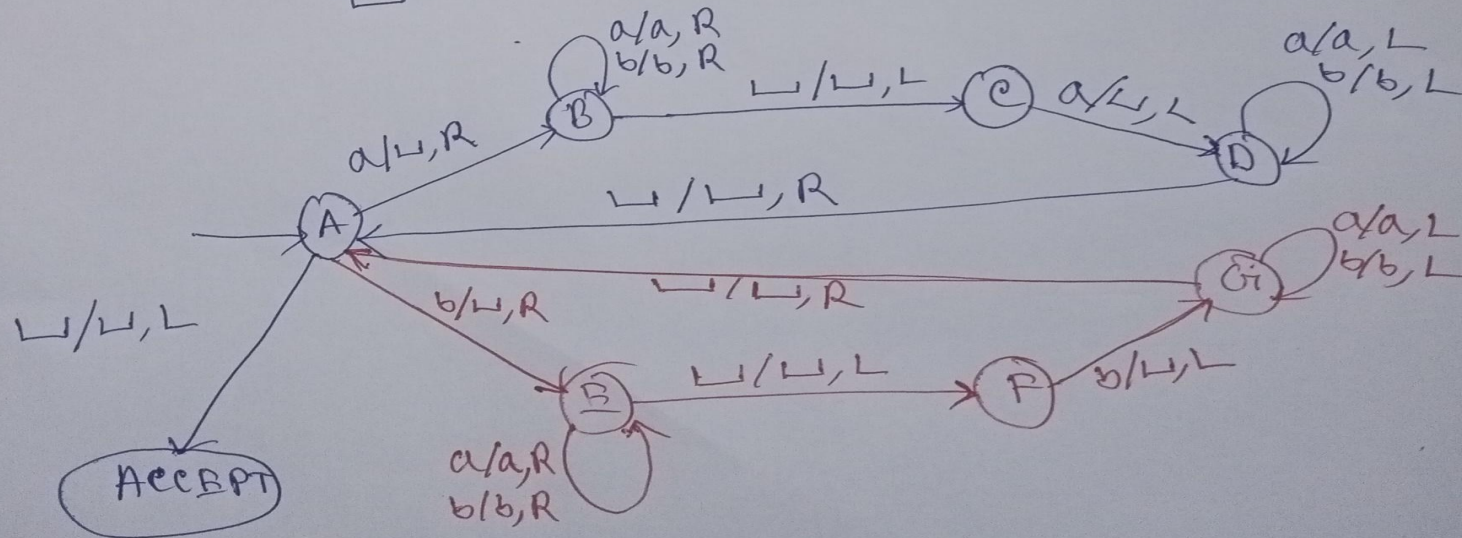 a/a, R
b/b, R
a/a, L
b/b, L
B
⊔/⊔, L
C
a/⊔, L
D
a/⊔, R
⊔/⊔, R
A
G
a/a, L
b/b, L
⊔/⊔, R
b/⊔, R
⊔/⊔, L
E
⊔/⊔, L
F
b/⊔, L
a/a, R
b/b, R
ACCEPT